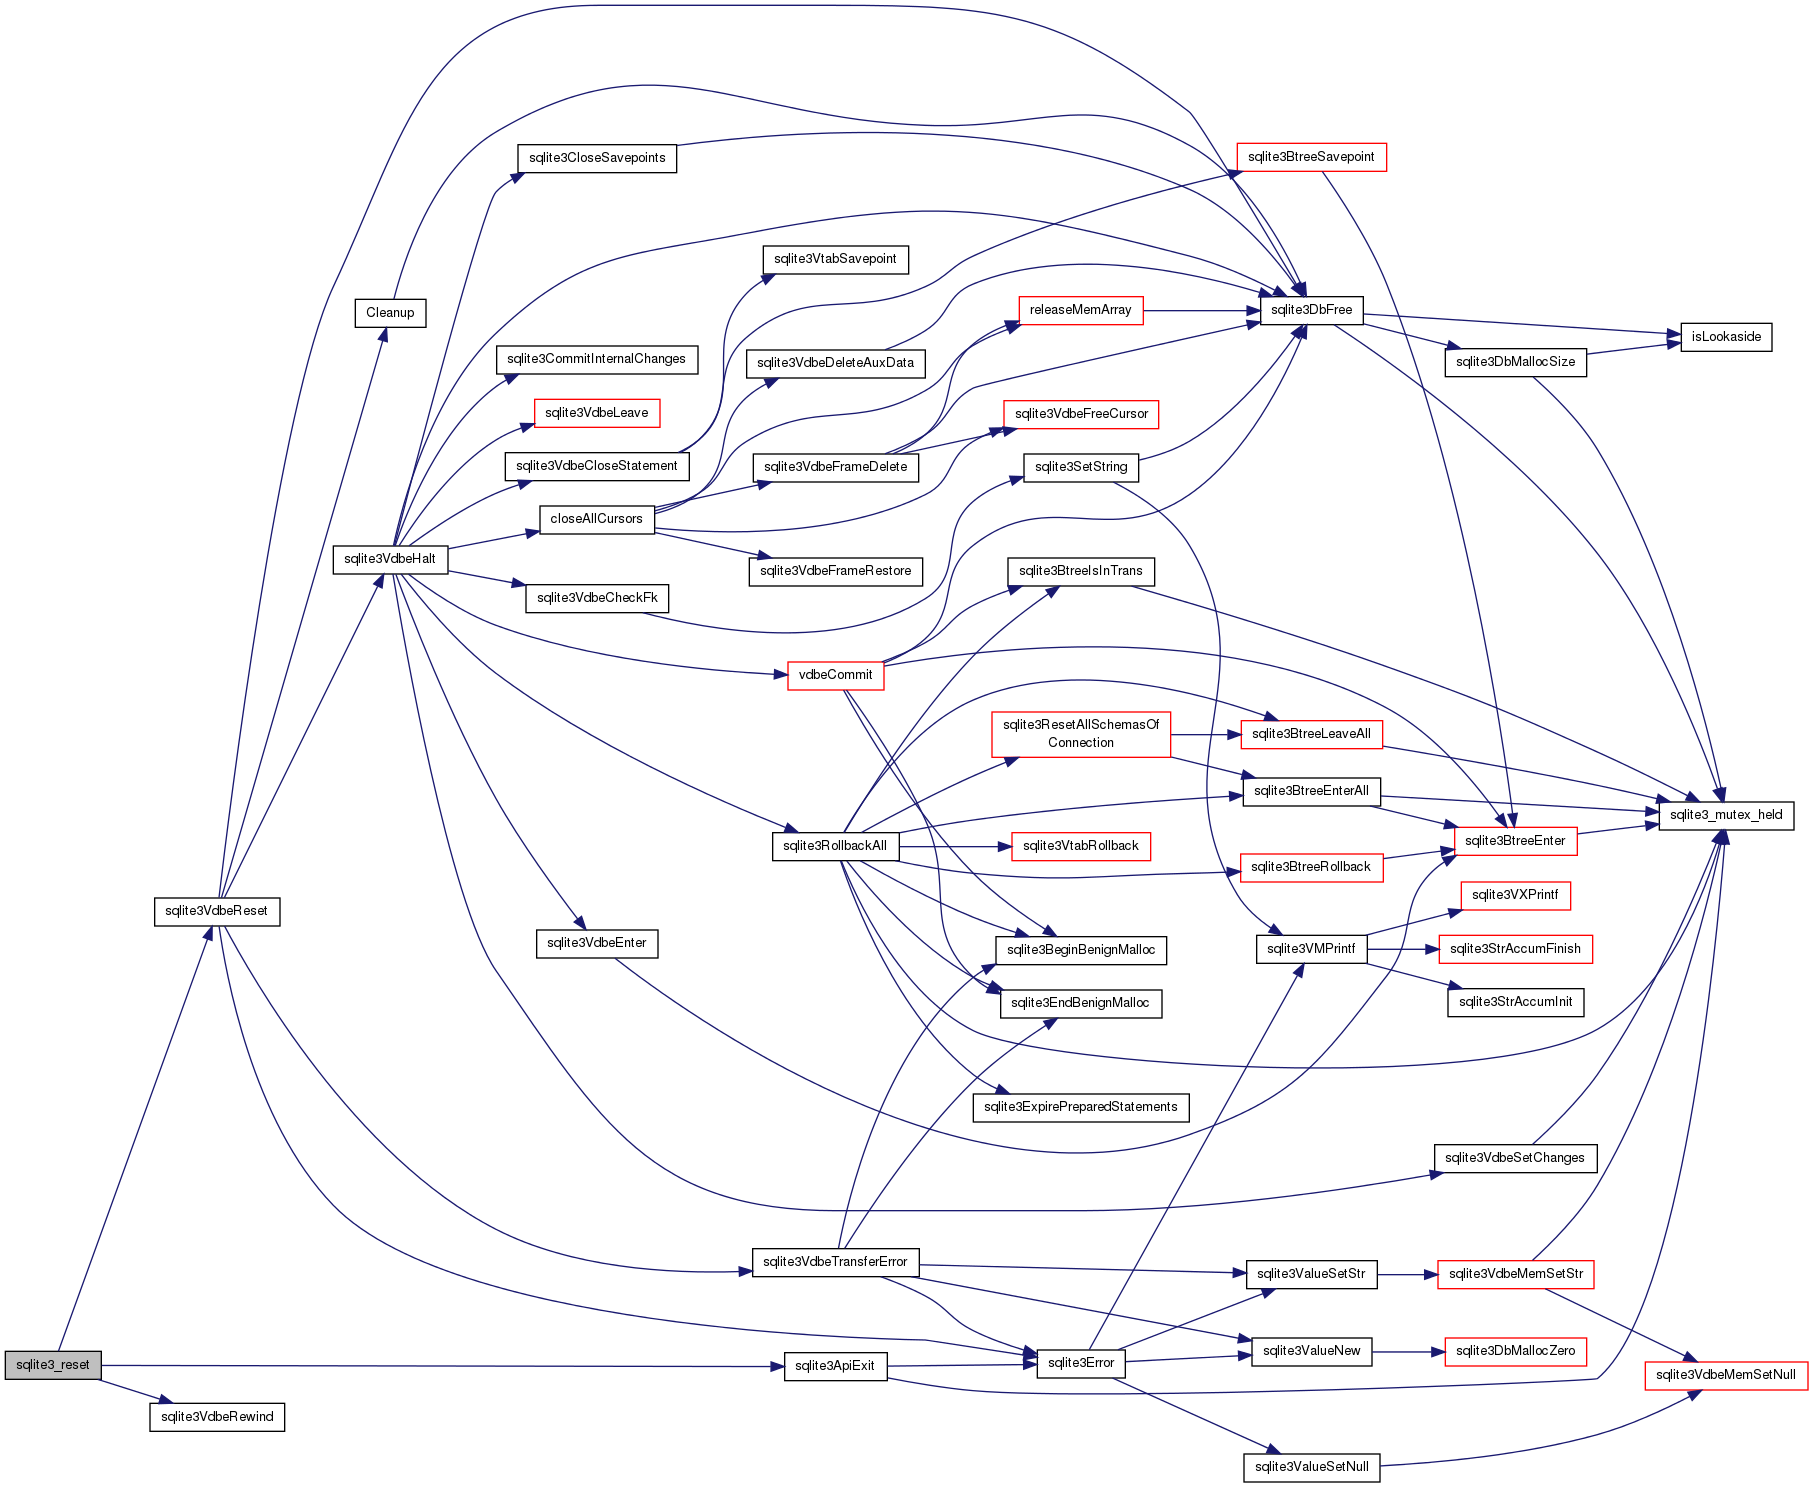 sqlite3_reset
sqlite3VdbeReset
sqlite3VdbeRewind
Cleanup
sqlite3VdbeHalt
sqlite3CloseSavepoints
sqlite3CommitInternalChanges
sqlite3VdbeLeave
sqlite3VdbeCloseStatement
closeAllCursors
sqlite3VdbeCheckFk
sqlite3VdbeEnter
sqlite3VtabSavepoint
sqlite3VdbeDeleteAuxData
sqlite3VdbeFrameDelete
sqlite3VdbeFrameRestore
vdbeCommit
sqlite3RollbackAll
sqlite3VdbeTransferError
sqlite3ApiExit
releaseMemArray
sqlite3VdbeFreeCursor
sqlite3SetString
sqlite3BtreeIsInTrans
sqlite3ResetAllSchemasOf
Connection
sqlite3VtabRollback
sqlite3BeginBenignMalloc
sqlite3EndBenignMalloc
sqlite3ExpirePreparedStatements
sqlite3Error
sqlite3BtreeSavepoint
sqlite3DbFree
sqlite3BtreeLeaveAll
sqlite3BtreeEnterAll
sqlite3BtreeRollback
sqlite3VMPrintf
sqlite3ValueSetStr
sqlite3ValueNew
sqlite3ValueSetNull
sqlite3DbMallocSize
sqlite3BtreeEnter
sqlite3VXPrintf
sqlite3StrAccumFinish
sqlite3StrAccumInit
sqlite3VdbeSetChanges
sqlite3VdbeMemSetStr
sqlite3DbMallocZero
isLookaside
sqlite3_mutex_held
sqlite3VdbeMemSetNull